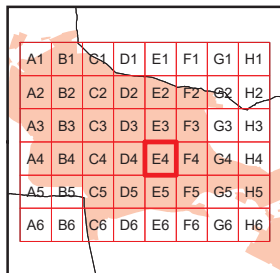 A1 B1 C1 D1 E1 F1 G1 H1
A2 B2 C2 D2 E2 F2 G2 H2
A3 B3 C3 D3 E3 F3 G3 H3
A4 B4 C4 D4 E4 F4 G4 H4
A5 B5 C5 D5 E5 F5 G5 H5
A6 B6 C6 D6 E6 F6 G6 H6